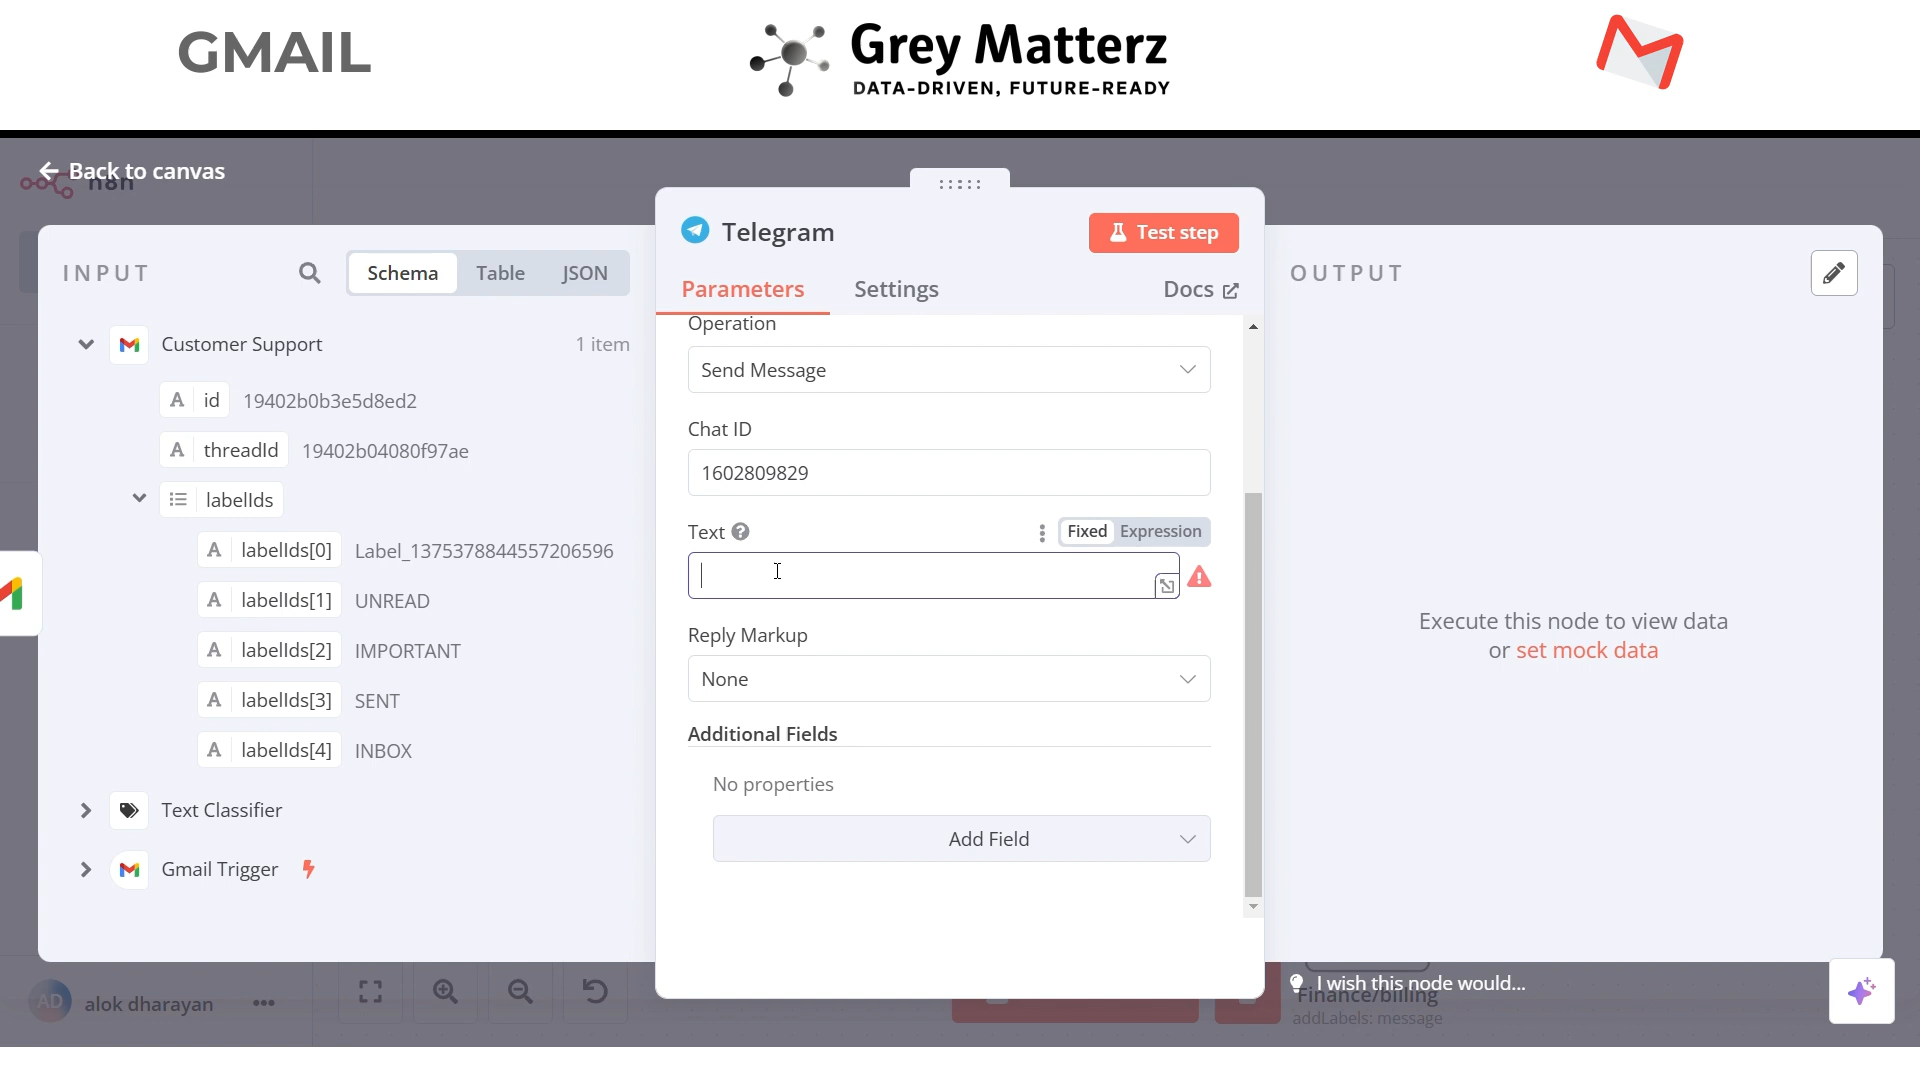 GMAIL
Grey Matterz
DATA-DRIVEN, FUTURE-READY
Back to canvas
n8n
INPUT
Schema
Table
JSON
Customer Support
1 item
A id 19402b0b3e5d8ed2
A threadId 19402b04080f97ae
labelIds
A labelIds[0] Label_1375378844557206596
A labelIds[1] UNREAD
A labelIds[2] IMPORTANT
A labelIds[3] SENT
A labelIds[4] INBOX
Text Classifier
Gmail Trigger
Telegram
Test step
Parameters
Settings
Docs
Operation
Send Message
Chat ID
1602809829
Text
Fixed
Expression
Reply Markup
None
Additional Fields
No properties
Add Field
OUTPUT
Execute this node to view data
or set mock data
AD
alok dharayan
I wish this node would...
Finance/billing
addLabels: message